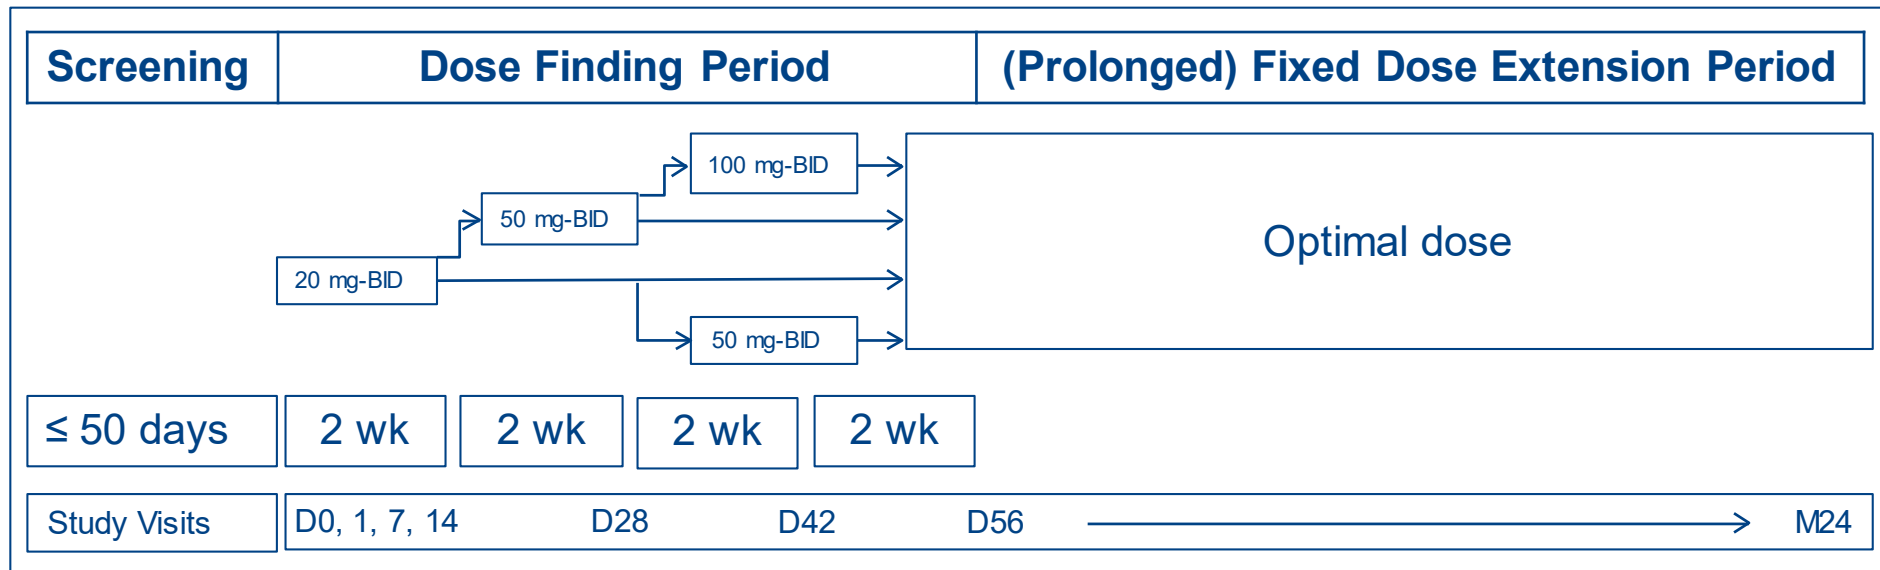 Screening
Dose Finding Period
(Prolonged) Fixed Dose Extension Period
100 mg-BID
50 mg-BID
Optimal dose
20 mg-BID
50 mg-BID
≤ 50 days
2 wk
2 wk
2 wk
2 wk
Study Visits
D0, 1, 7, 14
D28
D42
D56
M24